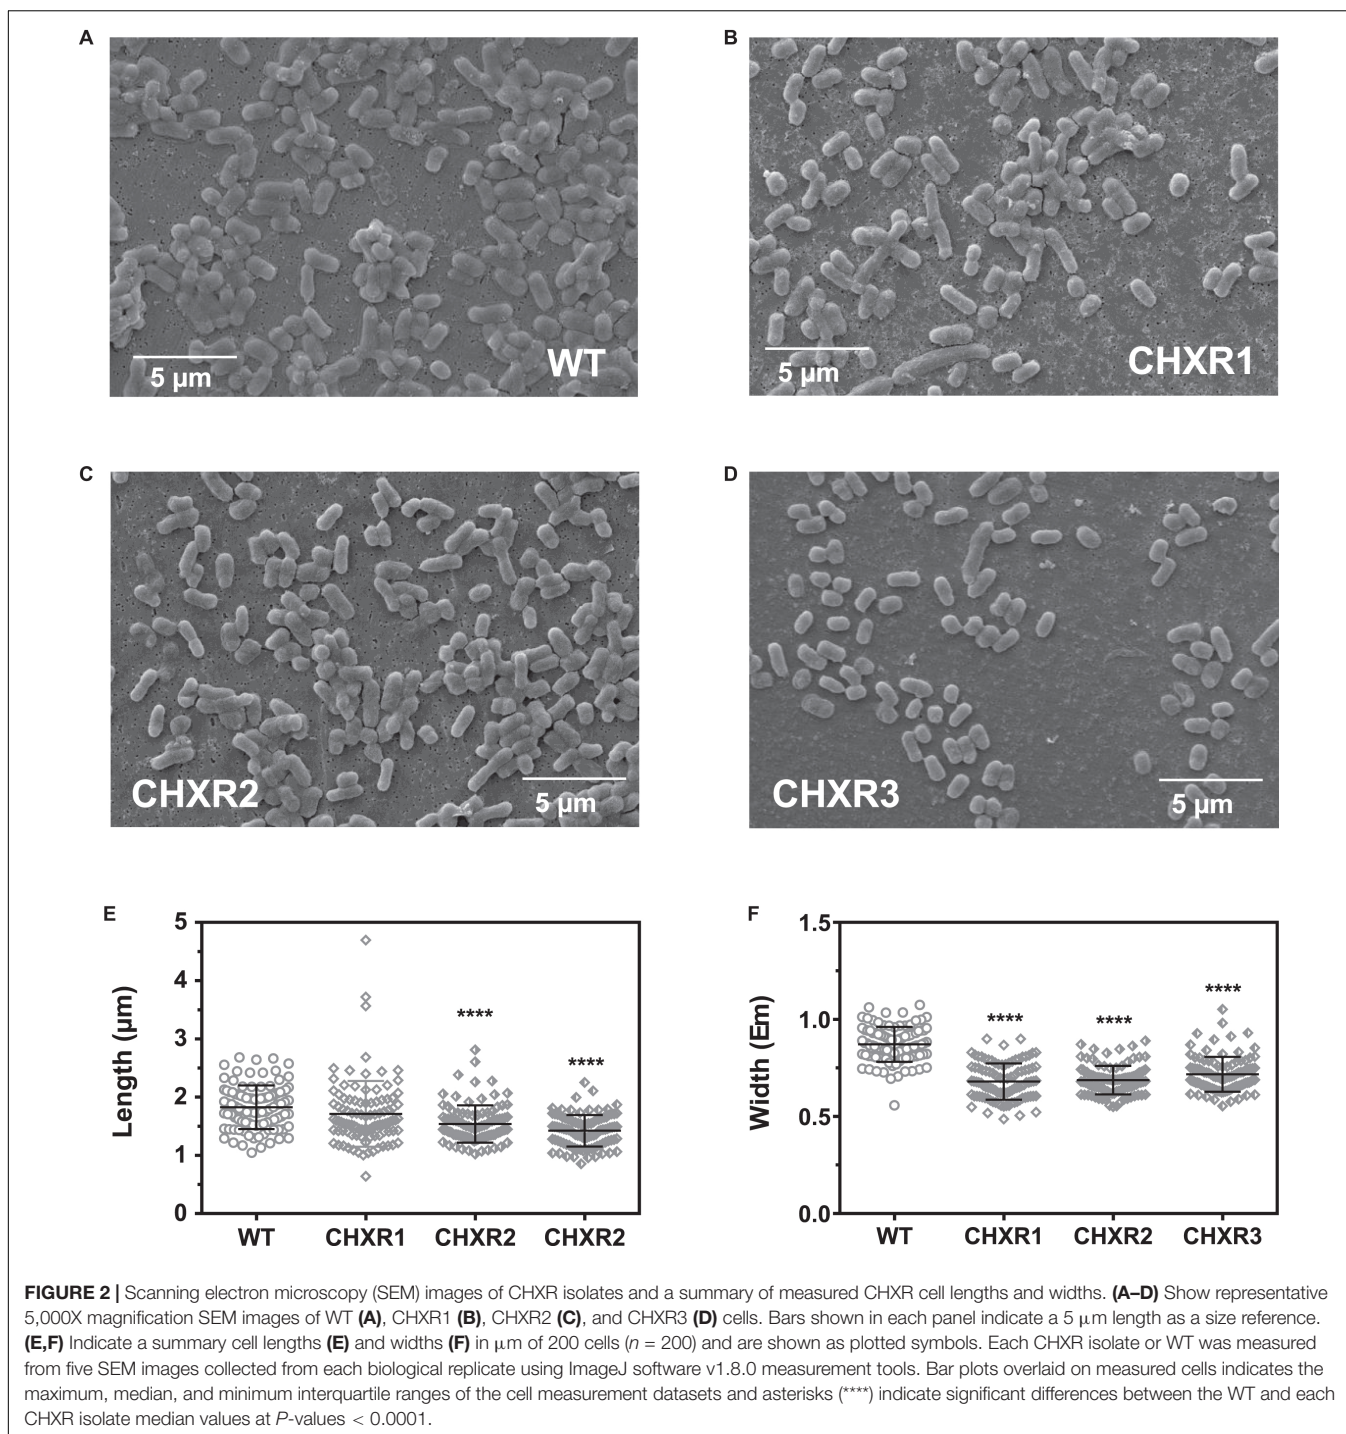 A
B
5 µm
WT
5 µm
CHXR1
C
D
CHXR2
5 µm
CHXR3
5 µm
E
F
Length (µm)
5
4
3
2
1
0
****
****
WT
CHXR1
CHXR2
CHXR2
Width (Em)
1.5
1.0
0.5
0.0
****
****
****
WT
CHXR1
CHXR2
CHXR3
FIGURE 2 | Scanning electron microscopy (SEM) images of CHXR isolates and a summary of measured CHXR cell lengths and widths. (A–D) Show representative
5,000X magnification SEM images of WT (A), CHXR1 (B), CHXR2 (C), and CHXR3 (D) cells. Bars shown in each panel indicate a 5 µm length as a size reference.
(E,F) Indicate a summary cell lengths (E) and widths (F) in µm of 200 cells (n = 200) and are shown as plotted symbols. Each CHXR isolate or WT was measured
from five SEM images collected from each biological replicate using ImageJ software v1.8.0 measurement tools. Bar plots overlaid on measured cells indicates the
maximum, median, and minimum interquartile ranges of the cell measurement datasets and asterisks (****) indicate significant differences between the WT and each
CHXR isolate median values at P-values < 0.0001.